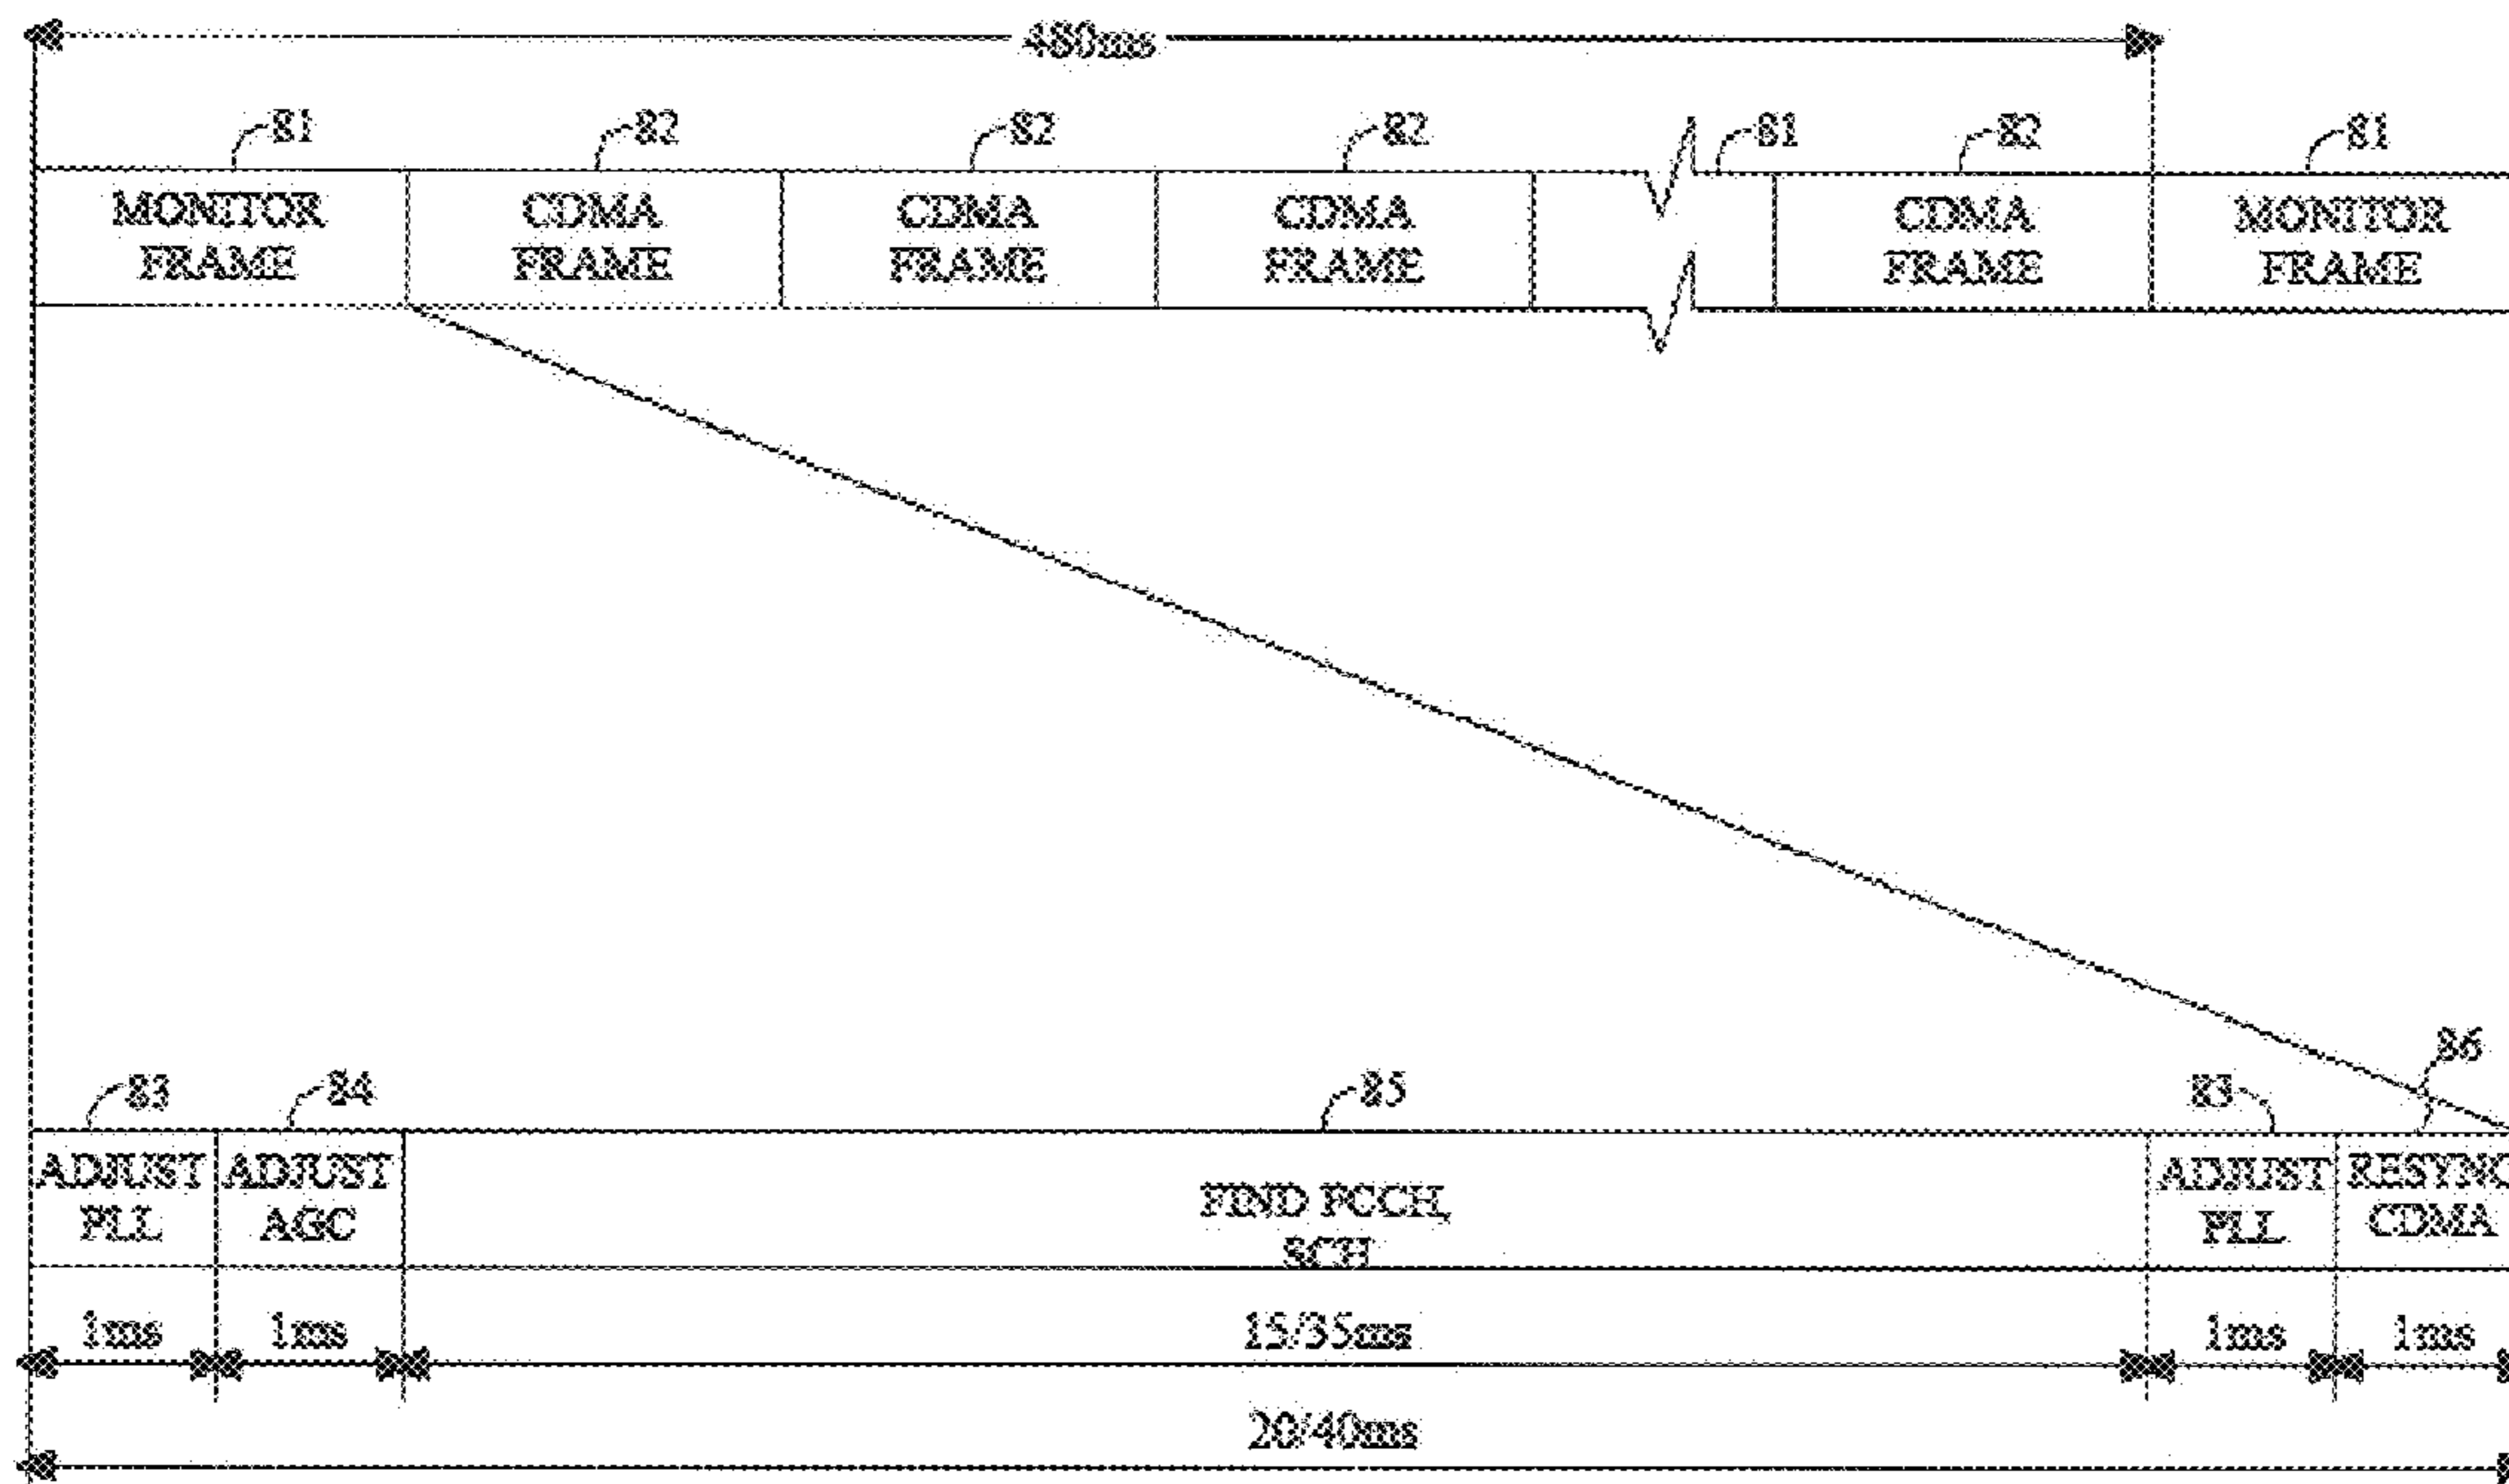 480ms
81 82 82 82 81 82 81
MONITOR FRAME
CDMA FRAME
CDMA FRAME
CDMA FRAME
CDMA FRAME
MONITOR FRAME
83 84 85 83 86
ADJUST PLL
ADJUST AGC
FIND FCCH,
SCH
ADJUST PLL
RESYNC CDMA
1ms 1ms 15/35ms 1ms 1ms
20/40ms